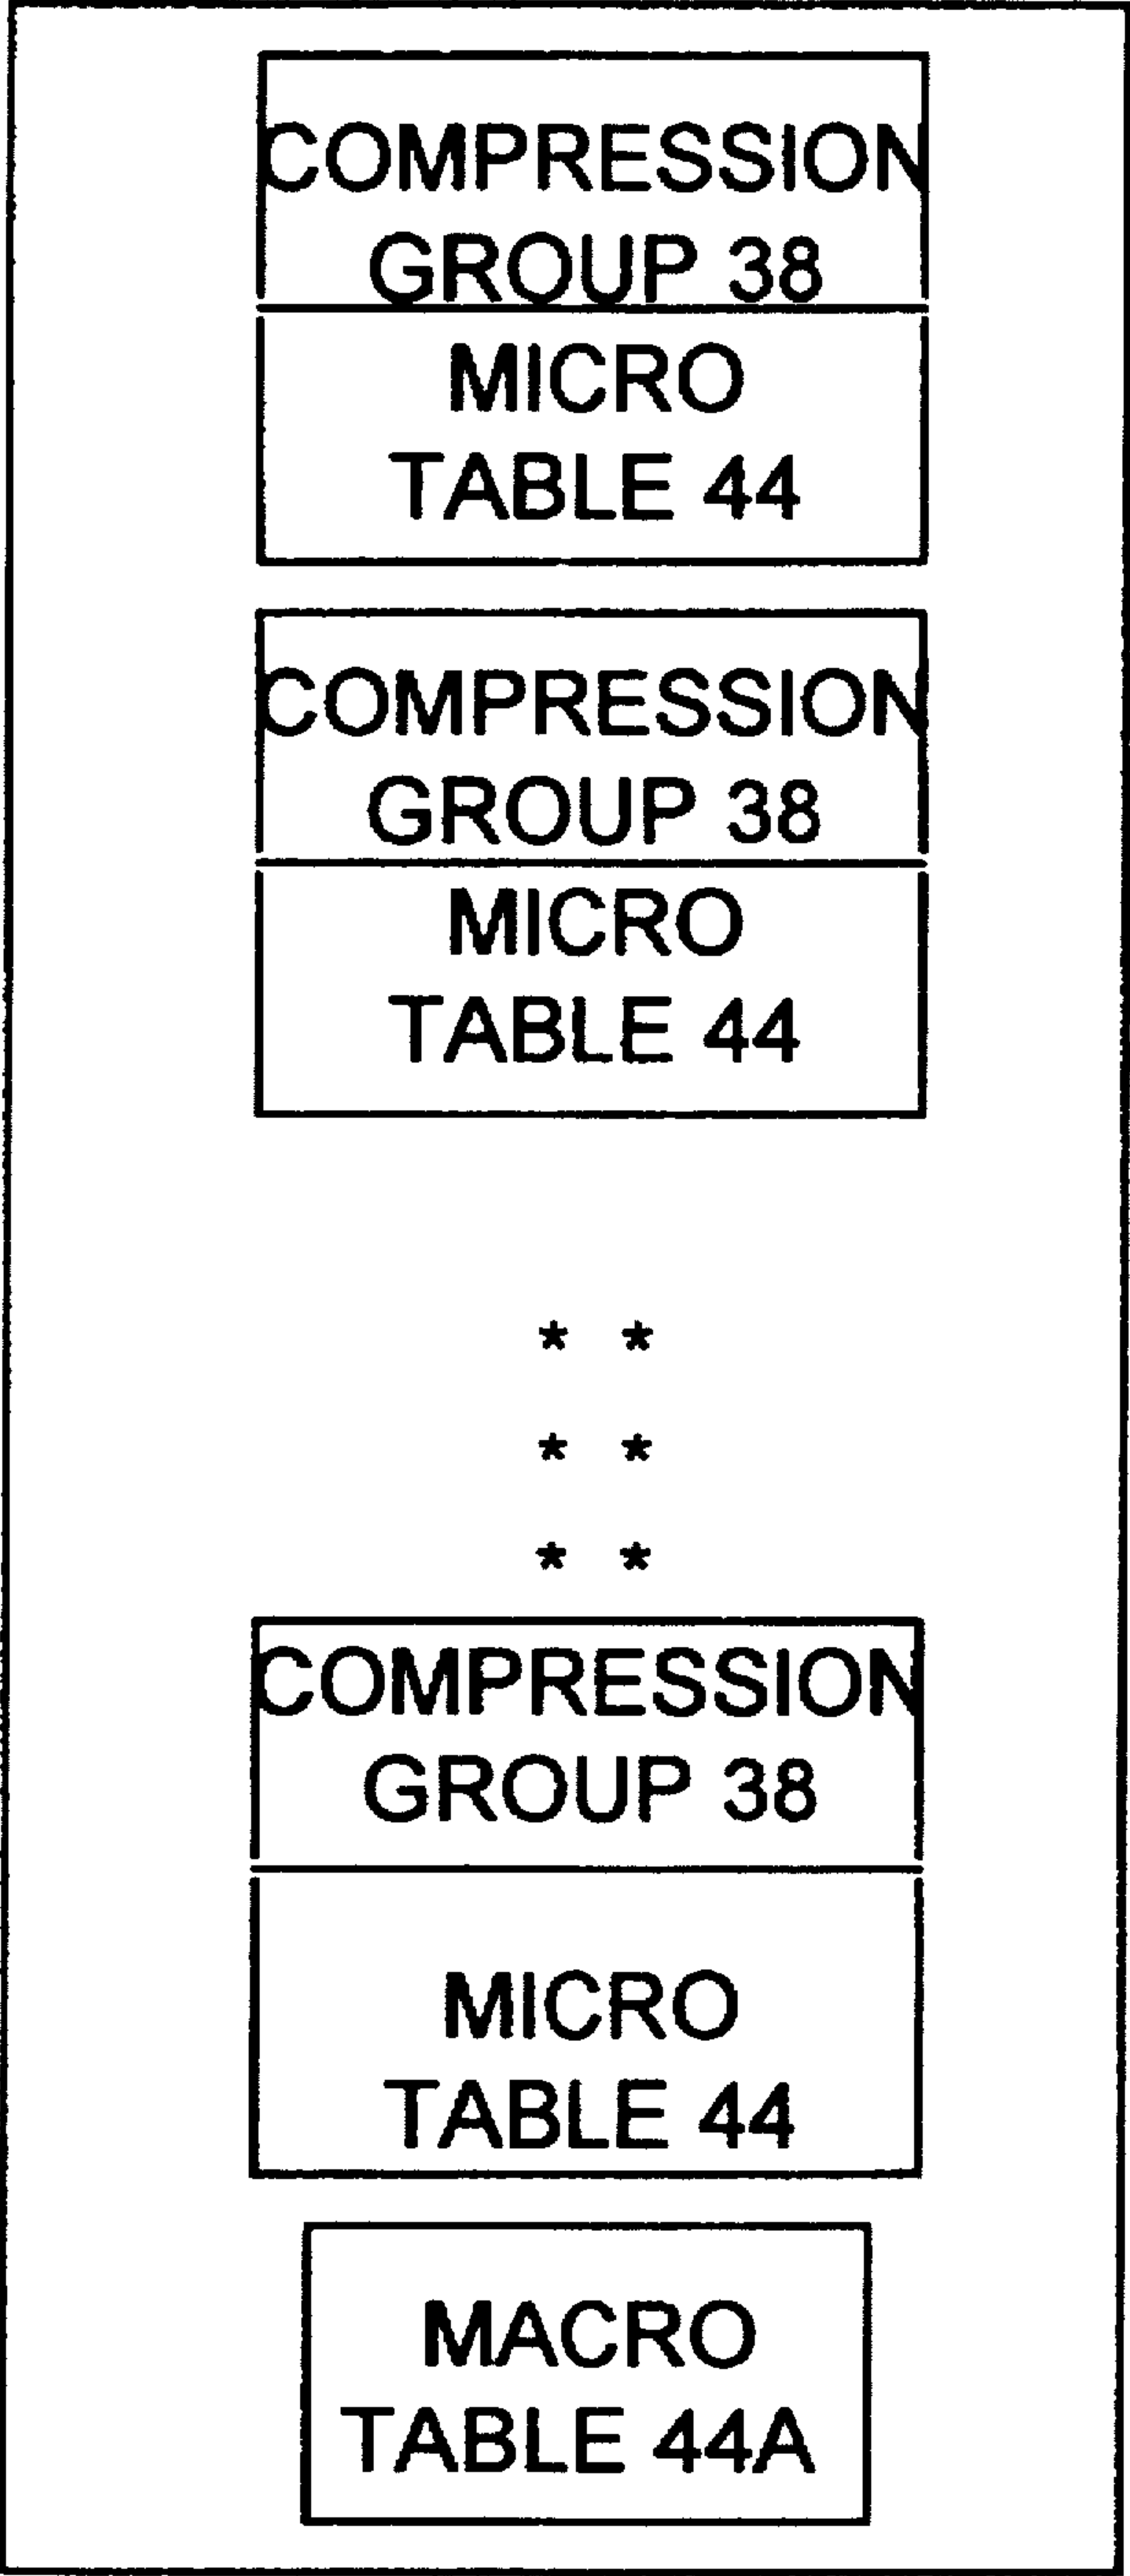 COMPRESSION
GROUP 38
MICRO
TABLE 44
COMPRESSION
GROUP 38
MICRO
TABLE 44
* *
* *
* *
COMPRESSION
GROUP 38
MICRO
TABLE 44
MACRO
TABLE 44A